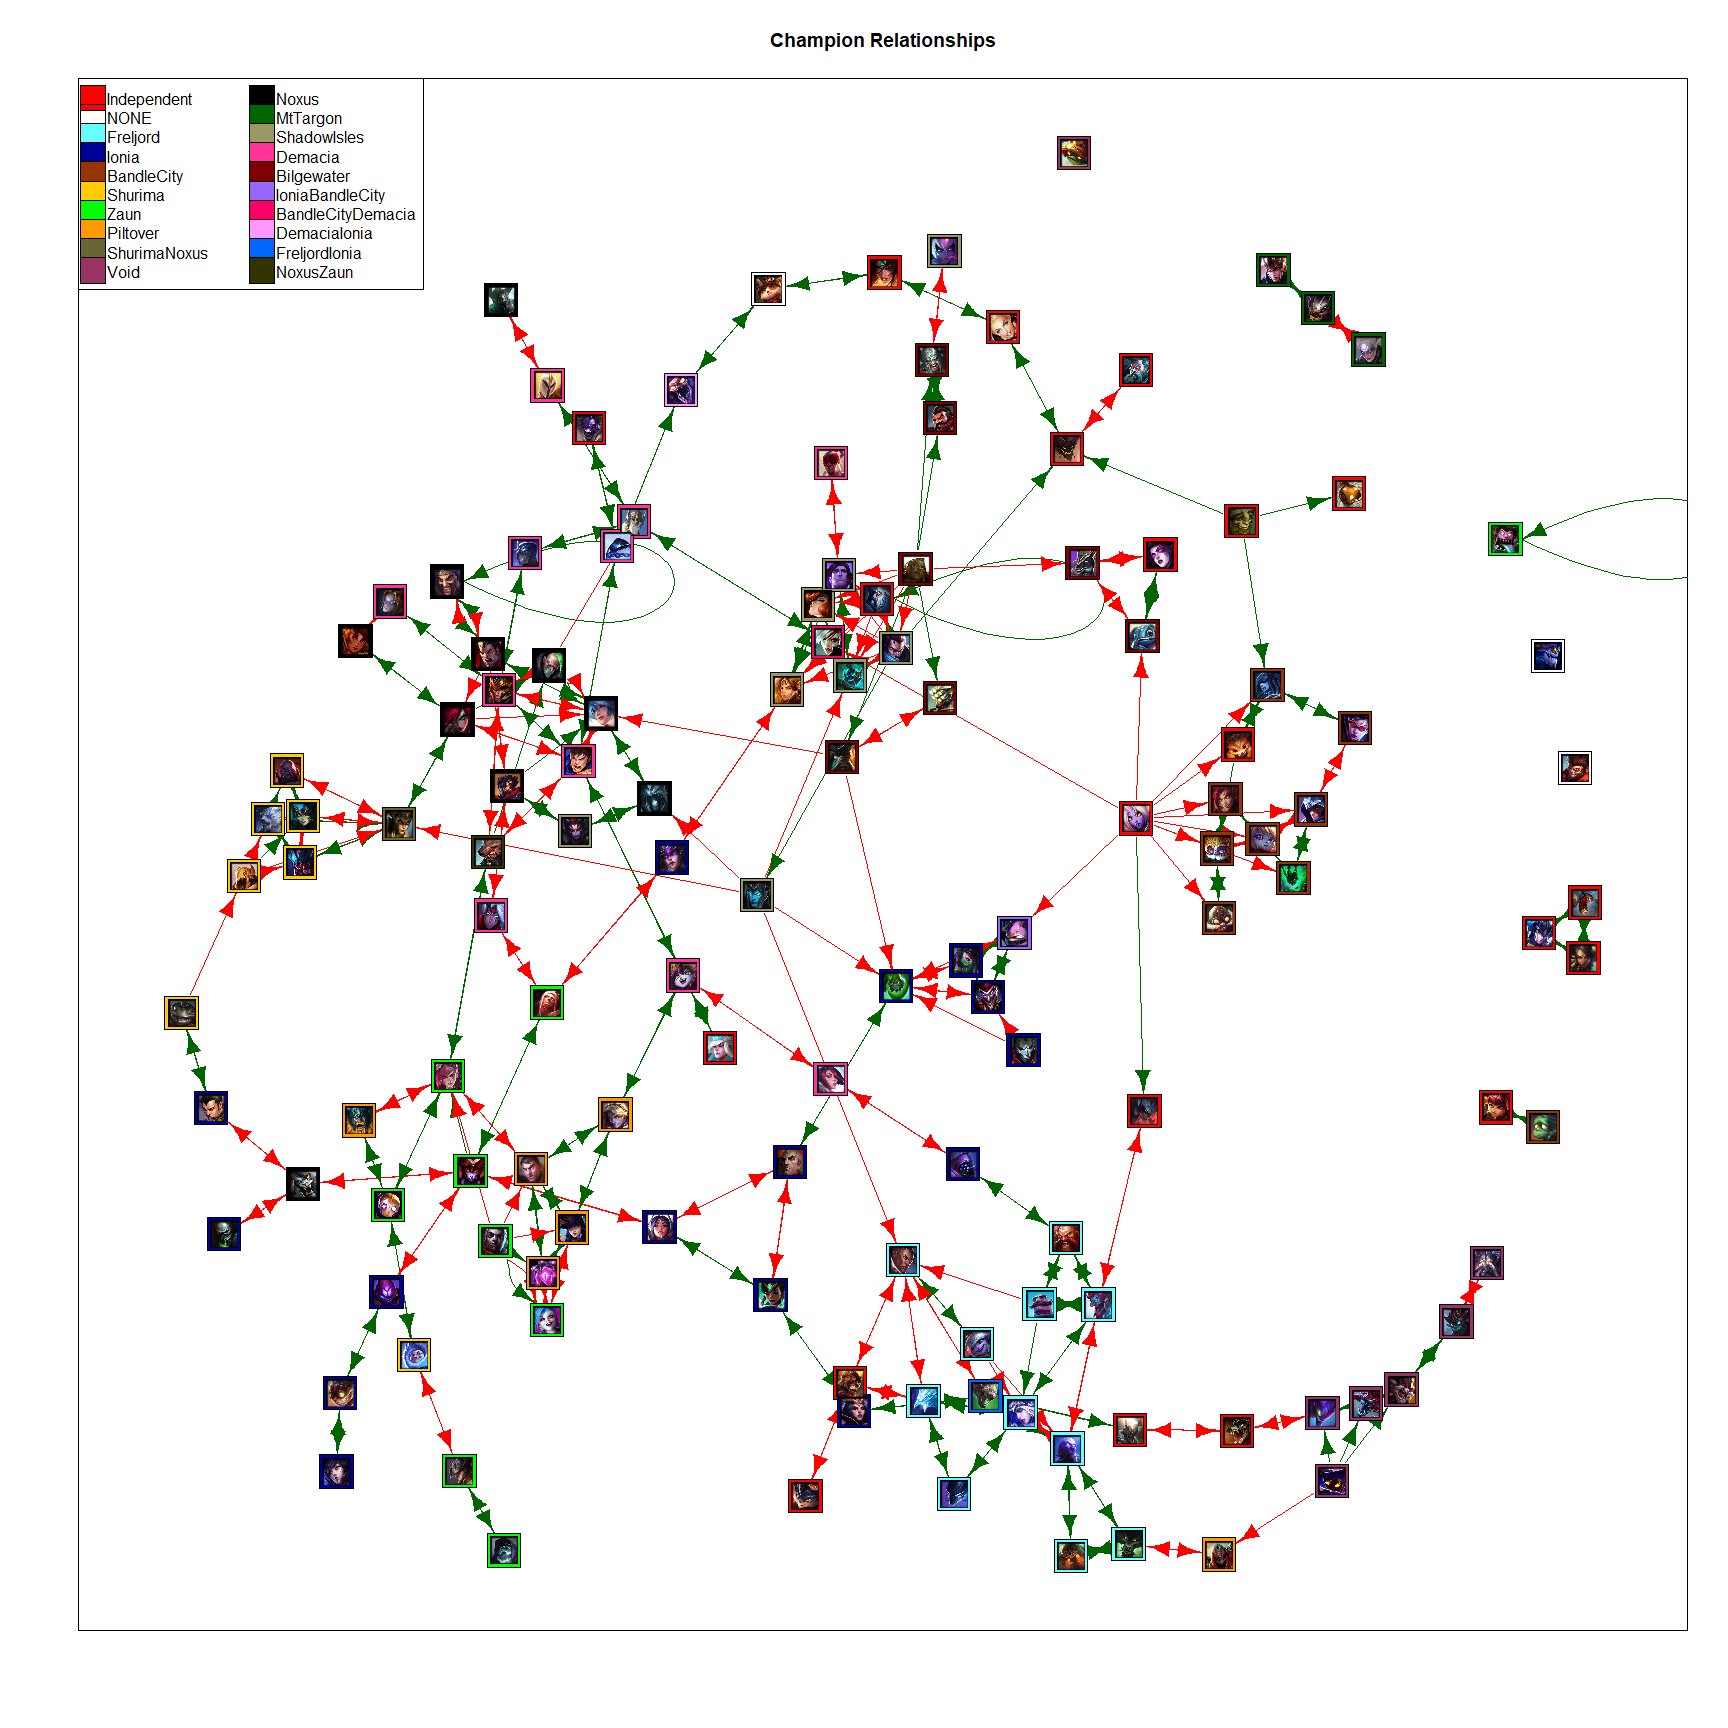 Champion Relationships
Independent
NONE
Freljord
Ionia
BandleCity
Shurima
Zaun
Piltover
ShurimaNoxus
Void
Noxus
MtTargon
ShadowIsles
Demacia
Bilgewater
IoniaBandleCity
BandleCityDemacia
DemaciaIonia
FreljordIonia
NoxusZaun